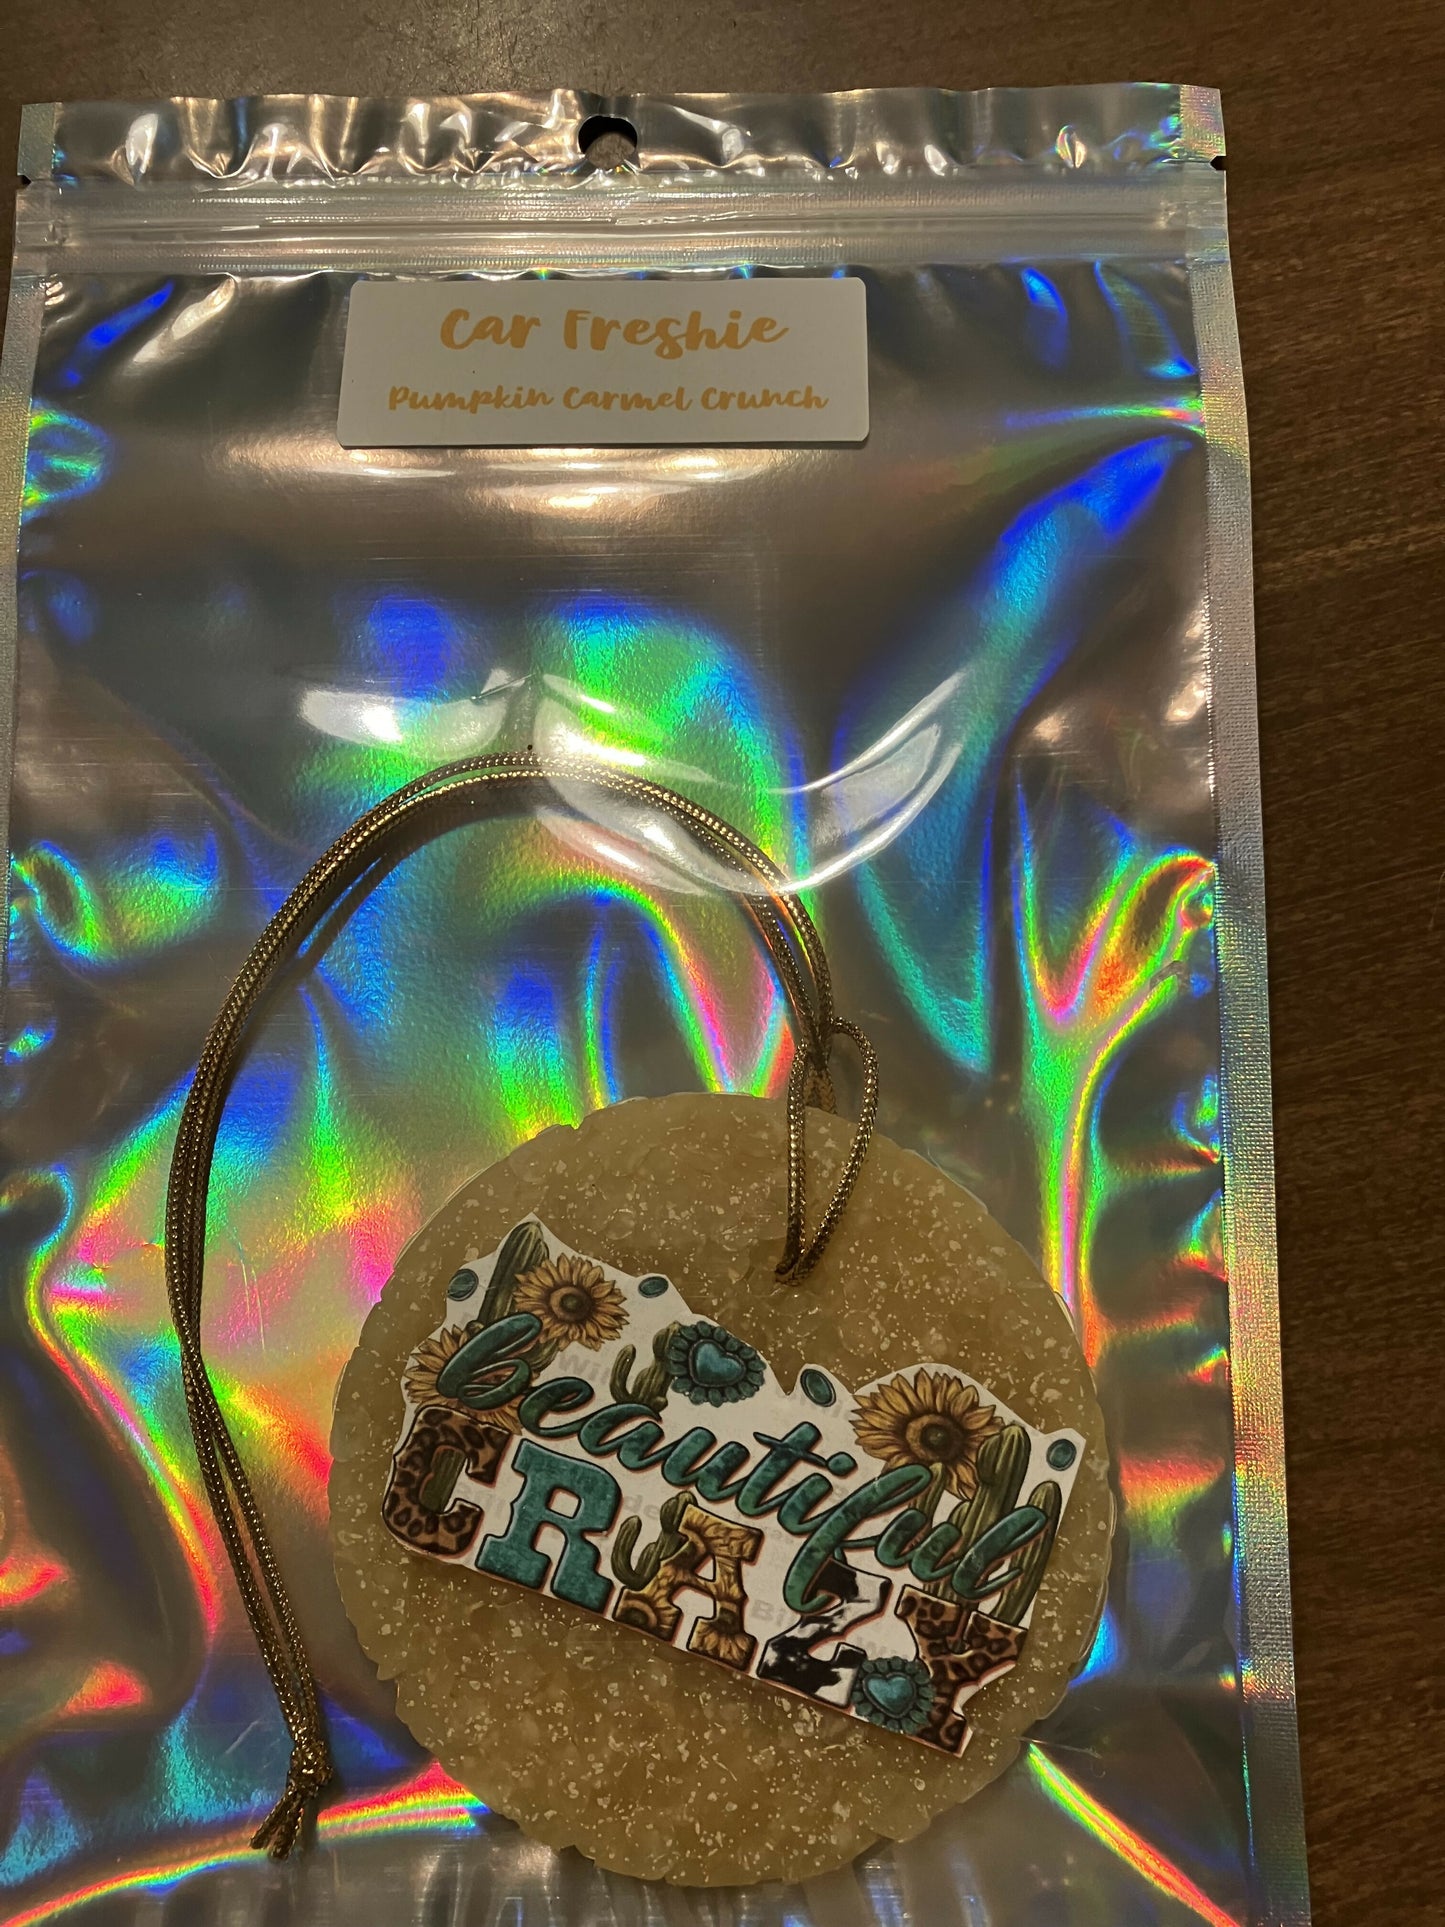 Car Freshie
Pumpkin Carmel Crunch
beautiful
CRAZY